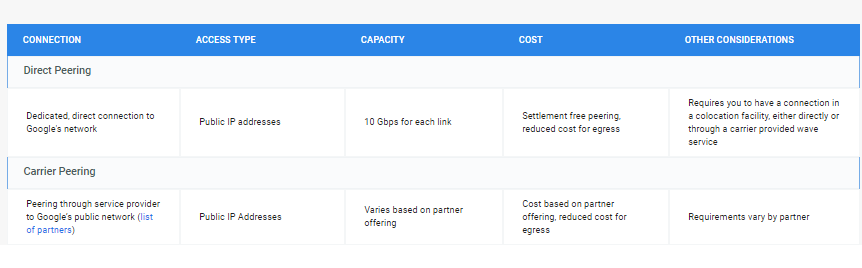 CONNECTION ACCESS TYPE CAPACITY COST OTHER CONSIDERATIONS
Direct Peering
Dedicated, direct connection to
Google's network
Public IP addresses
10 Gbps for each link
Settlement free peering,
reduced cost for egress
Requires you to have a connection in
a colocation facility, either directly or
through a carrier provided wave
service
Carrier Peering
Peering through service provider
to Google's public network (list
of partners)
Public IP Addresses
Varies based on partner
offering
Cost based on partner
offering, reduced cost for
egress
Requirements vary by partner